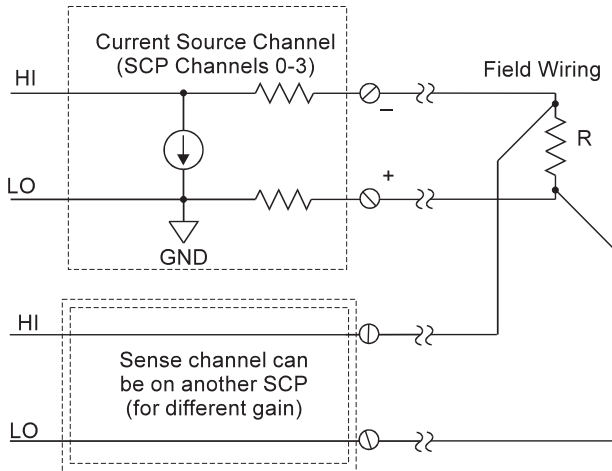 Current Source Channel
(SCP Channels 0-3)
HI
Field Wiring
–
R
+
LO
GND
HI
Sense channel can
be on another SCP
(for different gain)
LO